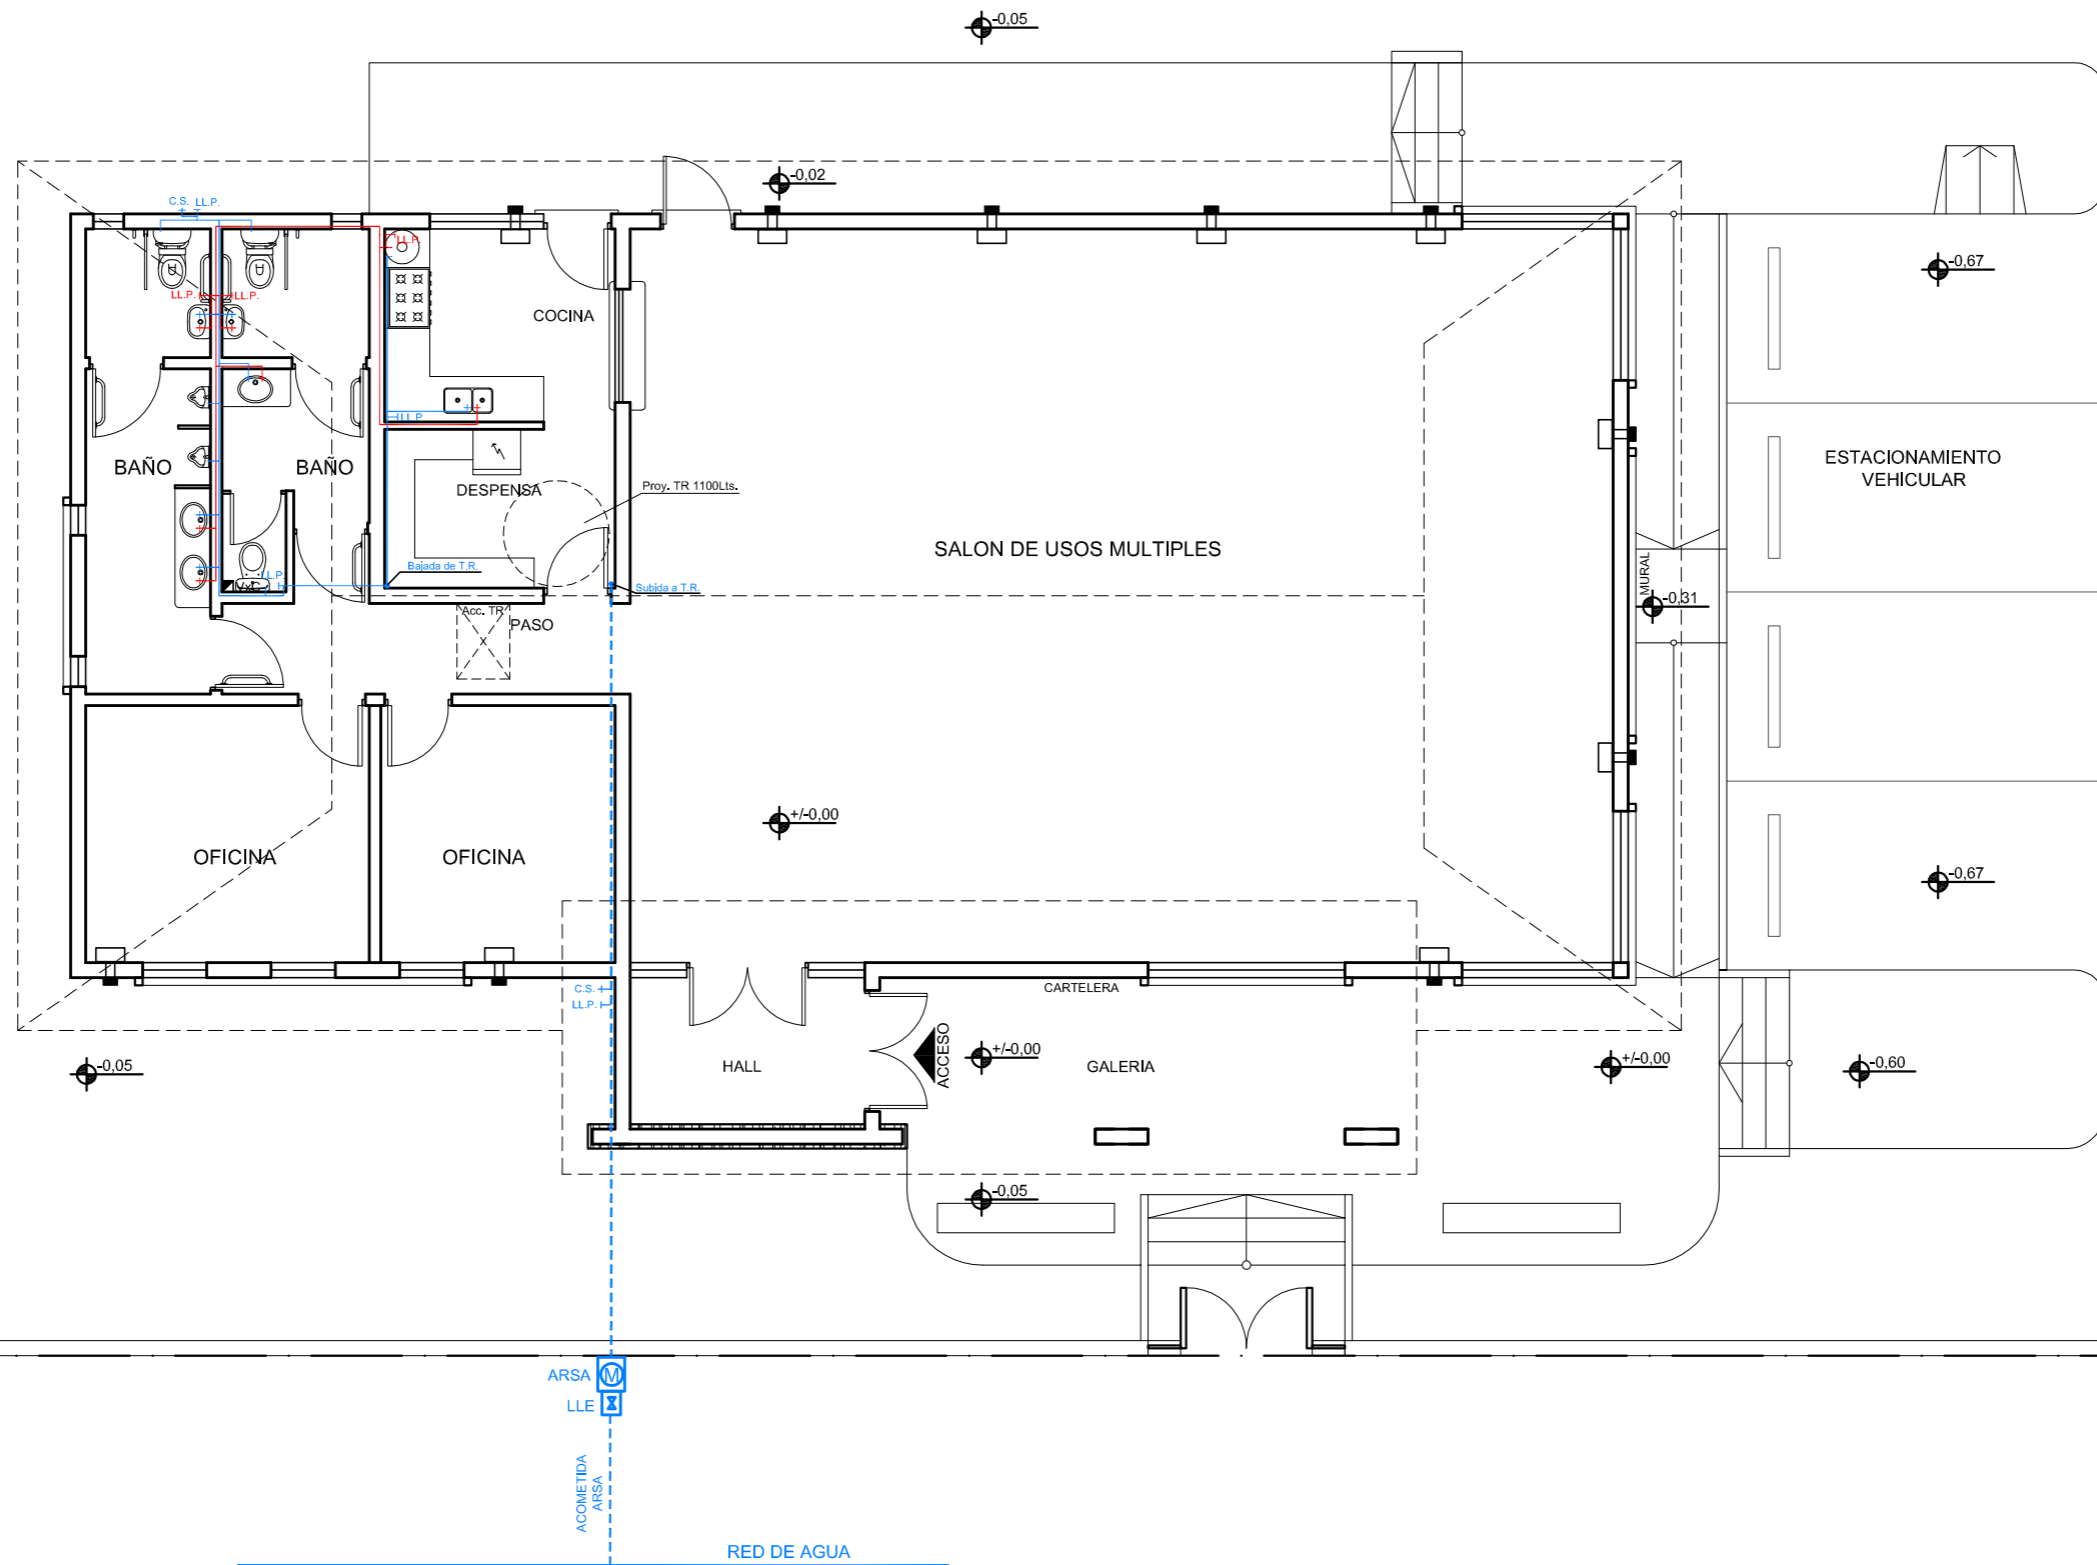 -0,05
-0,02
C.S. LL.P.
LL.P.
-0,67
LL.P.
LL.P.
COCINA
LL.P
BAÑO
BAÑO
ESTACIONAMIENTO
VEHICULAR
DESPENSA
Proy. TR 1100Lts.
SALON DE USOS MULTIPLES
Bajada de T.R.
LL.P.
VxC
Subida a T.R.
MURAL
-0,31
Acc. TR
PASO
+/-0,00
OFICINA
OFICINA
-0,67
C.S.
LL.P.
CARTELERA
-0,05
HALL
ACCESO
+/-0,00
GALERIA
+/-0,00
-0,60
-0,05
ARSA
M
LLE
ACOMETIDA
ARSA
RED DE AGUA